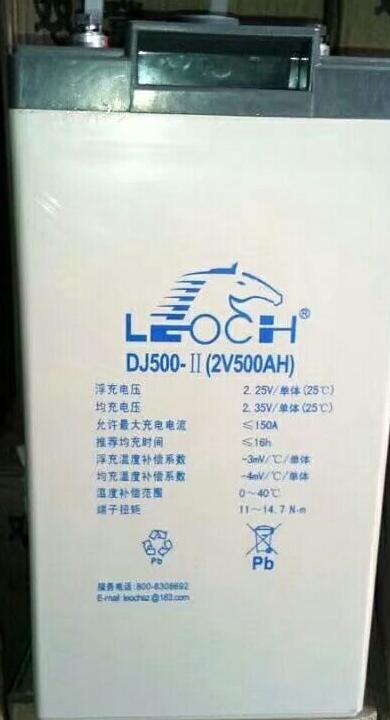 LEOCH®
DJ500-Ⅱ(2V500AH)
浮充电压 2.25V/单体(25℃)
均充电压 2.35V/单体(25℃)
允许最大充电电流 ≤150A
推荐均充时间 ≤16h
浮充温度补偿系数 -3mV/℃/单体
均充温度补偿系数 -4mV/℃/单体
温度补偿范围 0～40℃
端子扭矩 11～14.7 N·m
Pb Pb
服务电话:800-8308692
E-mail: leochsz@163.com